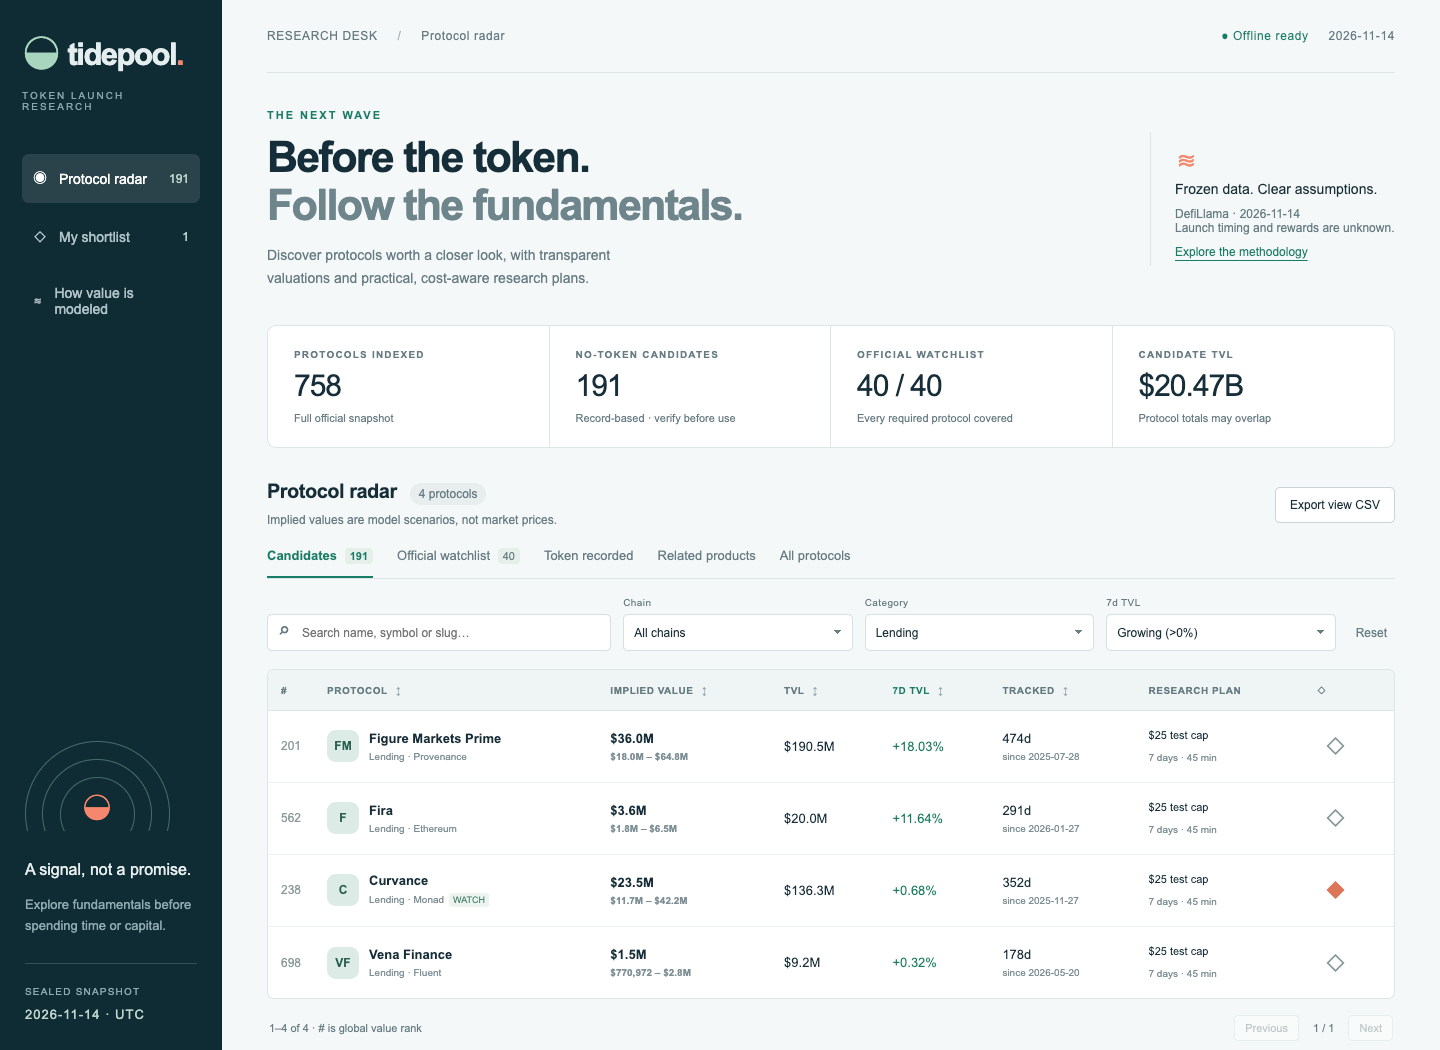 tidepool.
TOKEN LAUNCH
RESEARCH
Protocol radar 191
My shortlist 1
How value is
modeled
A signal, not a promise.
Explore fundamentals before
spending time or capital.
SEALED SNAPSHOT
2026-11-14 · UTC
RESEARCH DESK / Protocol radar
Offline ready 2026-11-14
THE NEXT WAVE
Before the token.
Follow the fundamentals.
Discover protocols worth a closer look, with transparent
valuations and practical, cost-aware research plans.
Frozen data. Clear assumptions.
DefiLlama · 2026-11-14
Launch timing and rewards are unknown.
Explore the methodology
PROTOCOLS INDEXED
758
Full official snapshot
NO-TOKEN CANDIDATES
191
Record-based · verify before use
OFFICIAL WATCHLIST
40 / 40
Every required protocol covered
CANDIDATE TVL
$20.47B
Protocol totals may overlap
Protocol radar 4 protocols
Implied values are model scenarios, not market prices.
Export view CSV
Candidates 191 Official watchlist 40 Token recorded Related products All protocols
Search name, symbol or slug…
Chain
All chains
Category
Lending
7d TVL
Growing (>0%)
Reset
# PROTOCOL ↕ IMPLIED VALUE ↕ TVL ↕ 7D TVL ↕ TRACKED ↕ RESEARCH PLAN ◇
201 FM Figure Markets Prime $36.0M $190.5M +18.03% 474d $25 test cap
Lending · Provenance $18.0M – $64.8M since 2025-07-28 7 days · 45 min
562 F Fira $3.6M $20.0M +11.64% 291d $25 test cap
Lending · Ethereum $1.8M – $6.5M since 2026-01-27 7 days · 45 min
238 C Curvance $23.5M $136.3M +0.68% 352d $25 test cap
Lending · Monad WATCH $11.7M – $42.2M since 2025-11-27 7 days · 45 min
698 VF Vena Finance $1.5M $9.2M +0.32% 178d $25 test cap
Lending · Fluent $770,972 – $2.8M since 2026-05-20 7 days · 45 min
1–4 of 4 · # is global value rank
Previous 1 / 1 Next